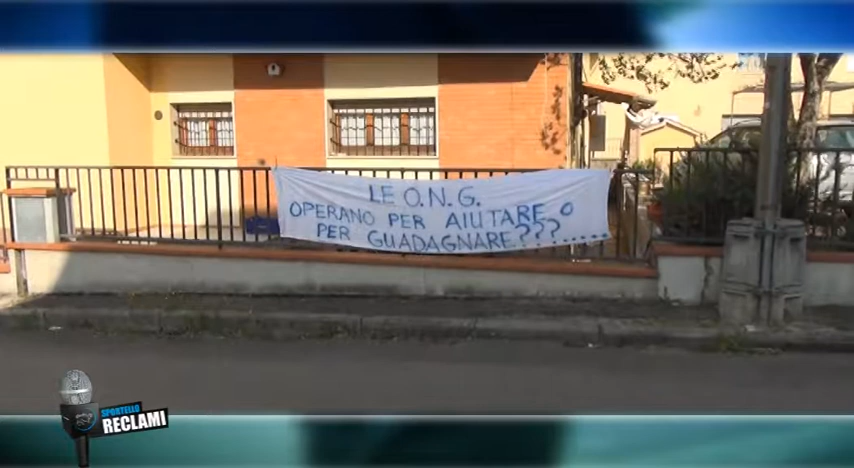 LE O.N.G.
OPERANO PER AIUTARE, O
PER GUADAGNARE???.....
SPORTELLO
RECLAMI